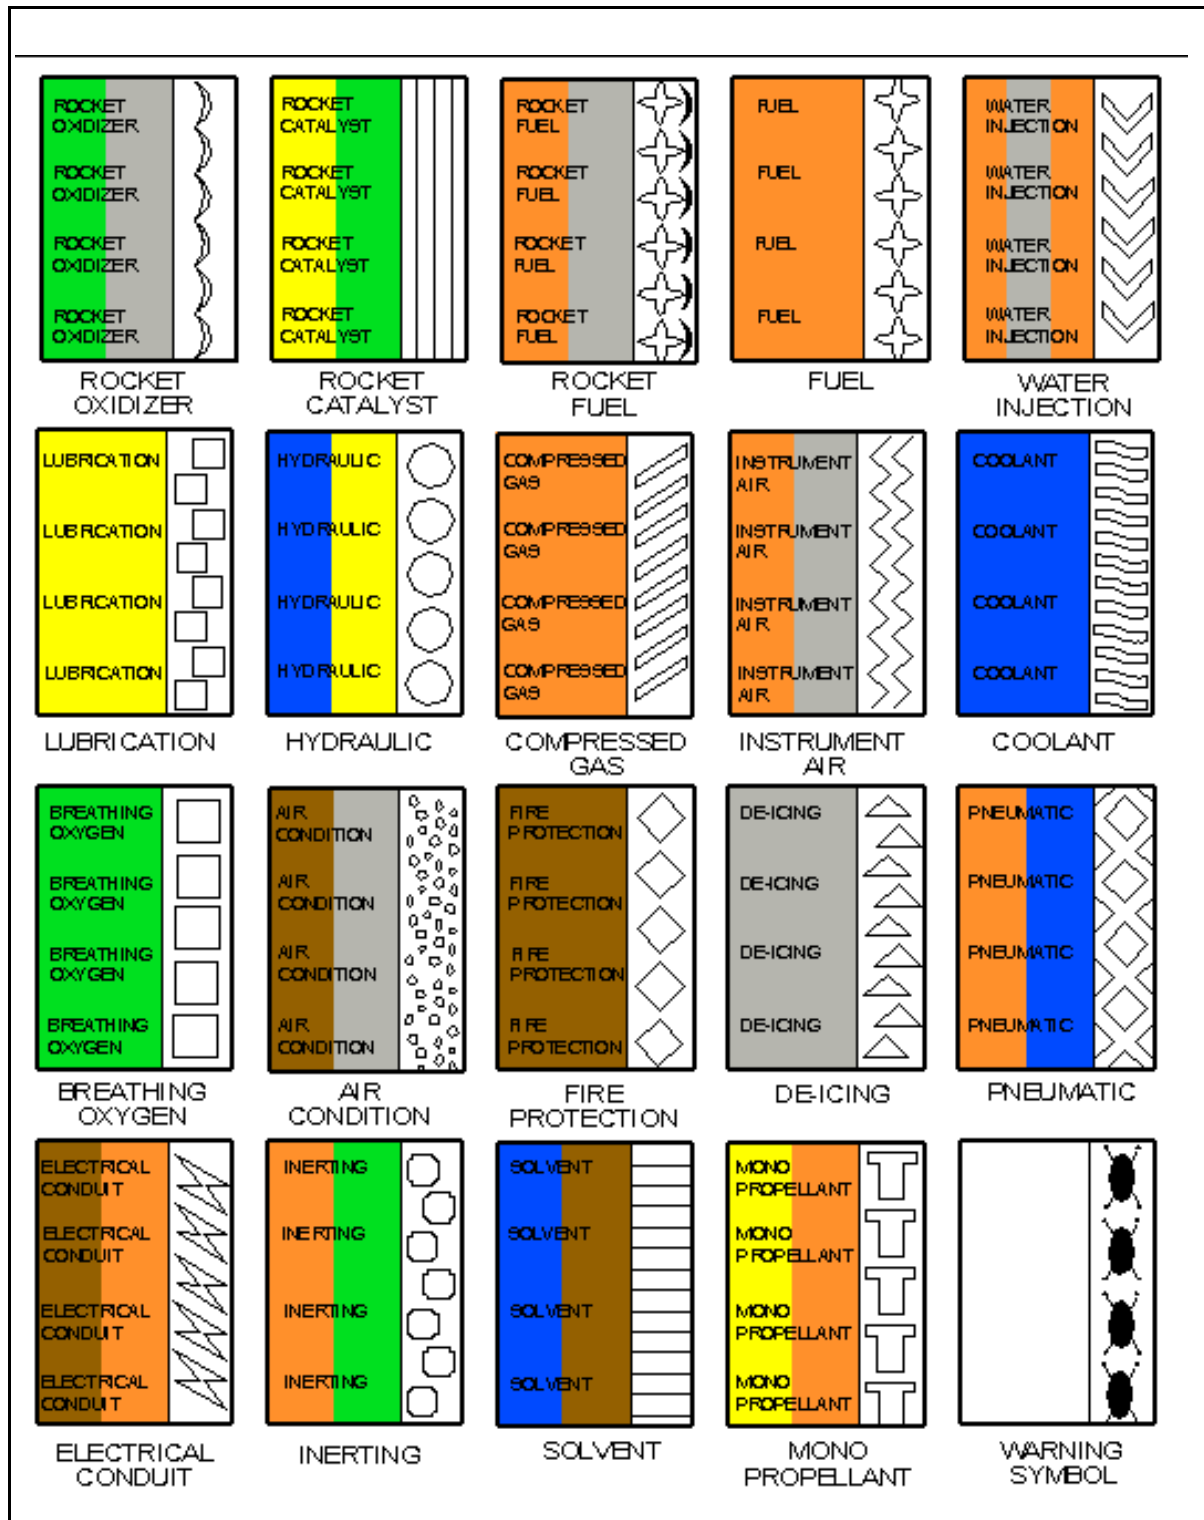 ROCKET
OXIDIZER
ROCKET
OXIDIZER
ROCKET
OXIDIZER
ROCKET
OXIDIZER
ROCKET
OXIDIZER
ROCKET
CATALYST
ROCKET
CATALYST
ROCKET
CATALYST
ROCKET
CATALYST
ROCKET
CATALYST
ROCKET
FUEL
ROCKET
FUEL
ROCKET
FUEL
ROCKET
FUEL
ROCKET
FUEL
FUEL
FUEL
FUEL
FUEL
FUEL
WATER
INJECTION
WATER
INJECTION
WATER
INJECTION
WATER
INJECTION
WATER
INJECTION
LUBRICATION
LUBRICATION
LUBRICATION
LUBRICATION
LUBRICATION
HYDRAULIC
HYDRAULIC
HYDRAULIC
HYDRAULIC
HYDRAULIC
COMPRESSED
GAS
COMPRESSED
GAS
COMPRESSED
GAS
COMPRESSED
GAS
COMPRESSED
GAS
INSTRUMENT
AIR
INSTRUMENT
AIR
INSTRUMENT
AIR
INSTRUMENT
AIR
INSTRUMENT
AIR
COOLANT
COOLANT
COOLANT
COOLANT
COOLANT
BREATHING
OXYGEN
BREATHING
OXYGEN
BREATHING
OXYGEN
BREATHING
OXYGEN
BREATHING
OXYGEN
AIR
CONDITION
AIR
CONDITION
AIR
CONDITION
AIR
CONDITION
AIR
CONDITION
FIRE
PROTECTION
FIRE
PROTECTION
FIRE
PROTECTION
FIRE
PROTECTION
FIRE
PROTECTION
DE-ICING
DE-ICING
DE-ICING
DE-ICING
DE-ICING
PNEUMATIC
PNEUMATIC
PNEUMATIC
PNEUMATIC
PNEUMATIC
ELECTRICAL
CONDUIT
ELECTRICAL
CONDUIT
ELECTRICAL
CONDUIT
ELECTRICAL
CONDUIT
ELECTRICAL
CONDUIT
INERTING
INERTING
INERTING
INERTING
INERTING
SOLVENT
SOLVENT
SOLVENT
SOLVENT
SOLVENT
MONO
PROPELLANT
MONO
PROPELLANT
MONO
PROPELLANT
MONO
PROPELLANT
MONO
PROPELLANT
WARNING
SYMBOL